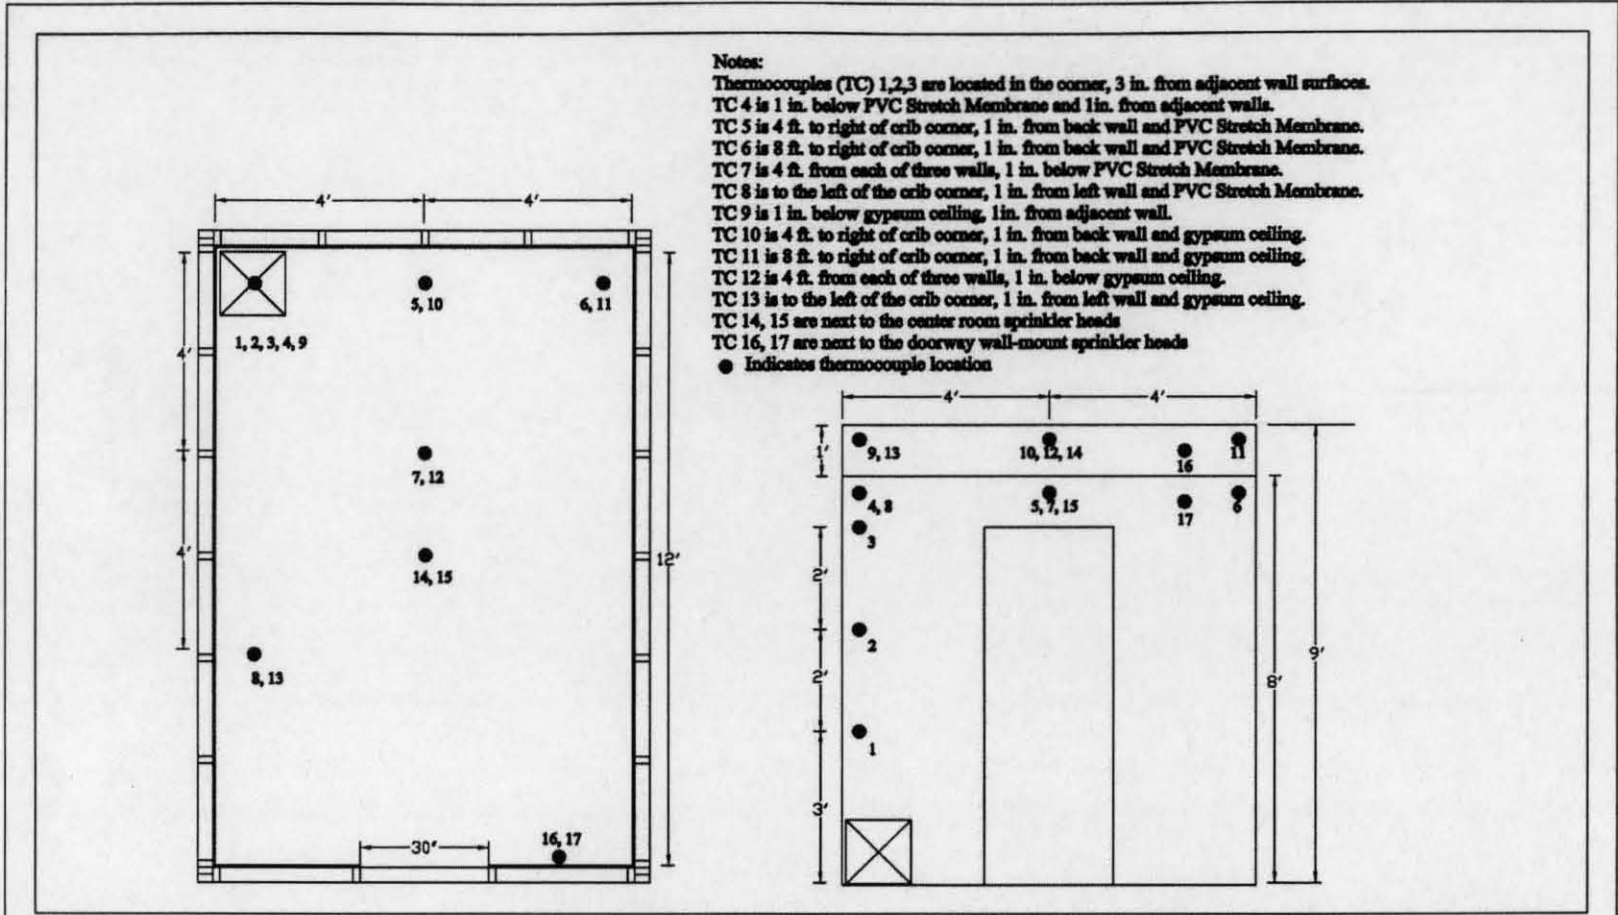 Notes:
Thermocouples (TC) 1,2,3 are located in the corner, 3 in. from adjacent wall surfaces.
TC 4 is 1 in. below PVC Stretch Membrane and 1in. from adjacent walls.
TC 5 is 4 ft. to right of crib corner, 1 in. from back wall and PVC Stretch Membrane.
TC 6 is 8 ft. to right of crib corner, 1 in. from back wall and PVC Stretch Membrane.
TC 7 is 4 ft. from each of three walls, 1 in. below PVC Stretch Membrane.
TC 8 is to the left of the crib corner, 1 in. from left wall and PVC Stretch Membrane.
TC 9 is 1 in. below gypsum ceiling, 1in. from adjacent wall.
TC 10 is 4 ft. to right of crib corner, 1 in. from back wall and gypsum ceiling.
TC 11 is 8 ft. to right of crib corner, 1 in. from back wall and gypsum ceiling.
TC 12 is 4 ft. from each of three walls, 1 in. below gypsum ceiling.
TC 13 is to the left of the crib corner, 1 in. from left wall and gypsum ceiling.
TC 14, 15 are next to the center room sprinkler heads
TC 16, 17 are next to the doorway wall-mount sprinkler heads
Indicates thermocouple location
4' 4'
5, 10
6, 11
1, 2, 3, 4, 9
4'
7, 12
4'
12'
14, 15
8, 13
30"
16, 17
4' 4'
1'
9, 13
10, 12, 14
16
11
4, 8
5, 7, 15
17
6
3
2'
2
2'
9'
8'
1
3'